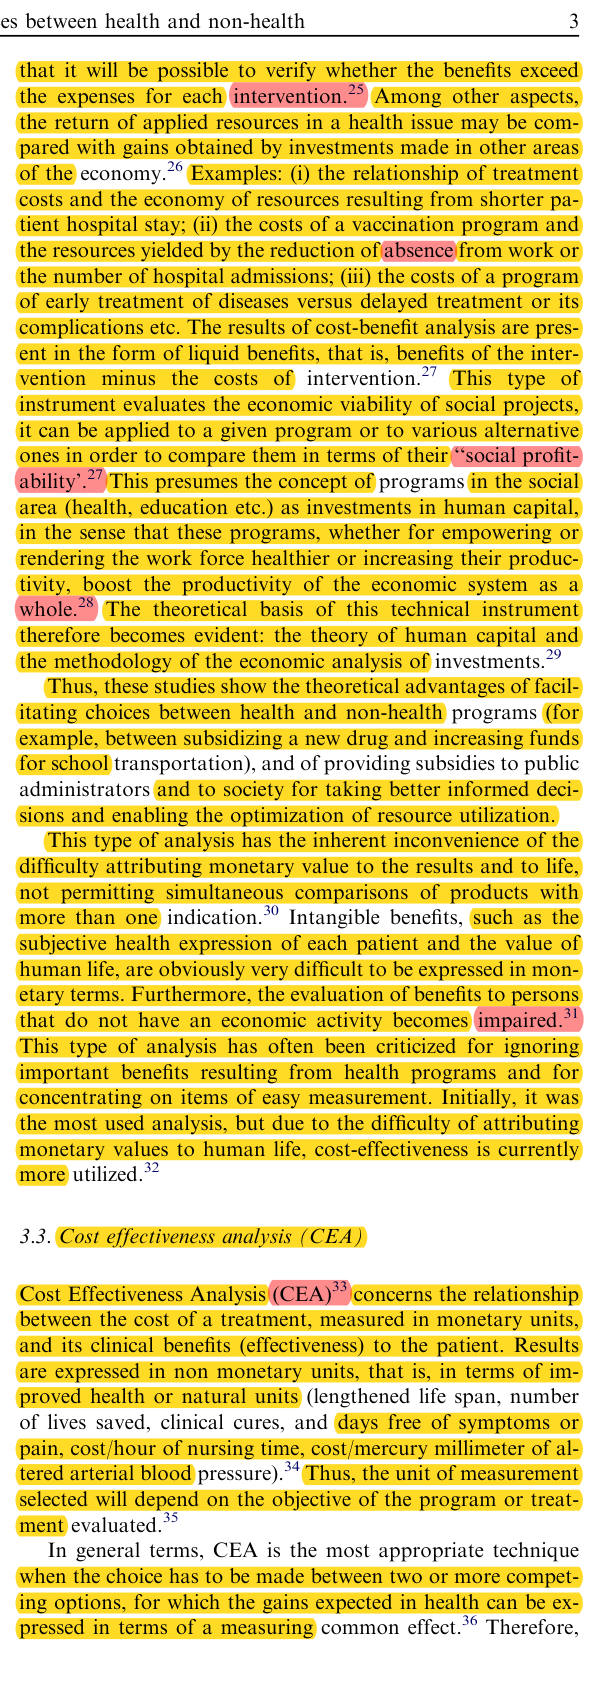 es between health and non-health 3
that it will be possible to verify whether the benefits exceed
the expenses for each intervention.25 Among other aspects,
the return of applied resources in a health issue may be com-
pared with gains obtained by investments made in other areas
of the economy.26 Examples: (i) the relationship of treatment
costs and the economy of resources resulting from shorter pa-
tient hospital stay; (ii) the costs of a vaccination program and
the resources yielded by the reduction of absence from work or
the number of hospital admissions; (iii) the costs of a program
of early treatment of diseases versus delayed treatment or its
complications etc. The results of cost-benefit analysis are pres-
ent in the form of liquid benefits, that is, benefits of the inter-
vention minus the costs of intervention.27 This type of
instrument evaluates the economic viability of social projects,
it can be applied to a given program or to various alternative
ones in order to compare them in terms of their ‘‘social profit-
ability’.27 This presumes the concept of programs in the social
area (health, education etc.) as investments in human capital,
in the sense that these programs, whether for empowering or
rendering the work force healthier or increasing their produc-
tivity, boost the productivity of the economic system as a
whole.28 The theoretical basis of this technical instrument
therefore becomes evident: the theory of human capital and
the methodology of the economic analysis of investments.29
Thus, these studies show the theoretical advantages of facil-
itating choices between health and non-health programs (for
example, between subsidizing a new drug and increasing funds
for school transportation), and of providing subsidies to public
administrators and to society for taking better informed deci-
sions and enabling the optimization of resource utilization.
This type of analysis has the inherent inconvenience of the
difficulty attributing monetary value to the results and to life,
not permitting simultaneous comparisons of products with
more than one indication.30 Intangible benefits, such as the
subjective health expression of each patient and the value of
human life, are obviously very difficult to be expressed in mon-
etary terms. Furthermore, the evaluation of benefits to persons
that do not have an economic activity becomes impaired.31
This type of analysis has often been criticized for ignoring
important benefits resulting from health programs and for
concentrating on items of easy measurement. Initially, it was
the most used analysis, but due to the difficulty of attributing
monetary values to human life, cost-effectiveness is currently
more utilized.32
3.3. Cost effectiveness analysis (CEA)
Cost Effectiveness Analysis (CEA)33 concerns the relationship
between the cost of a treatment, measured in monetary units,
and its clinical benefits (effectiveness) to the patient. Results
are expressed in non monetary units, that is, in terms of im-
proved health or natural units (lengthened life span, number
of lives saved, clinical cures, and days free of symptoms or
pain, cost/hour of nursing time, cost/mercury millimeter of al-
tered arterial blood pressure).34 Thus, the unit of measurement
selected will depend on the objective of the program or treat-
ment evaluated.35
In general terms, CEA is the most appropriate technique
when the choice has to be made between two or more compet-
ing options, for which the gains expected in health can be ex-
pressed in terms of a measuring common effect.36 Therefore,